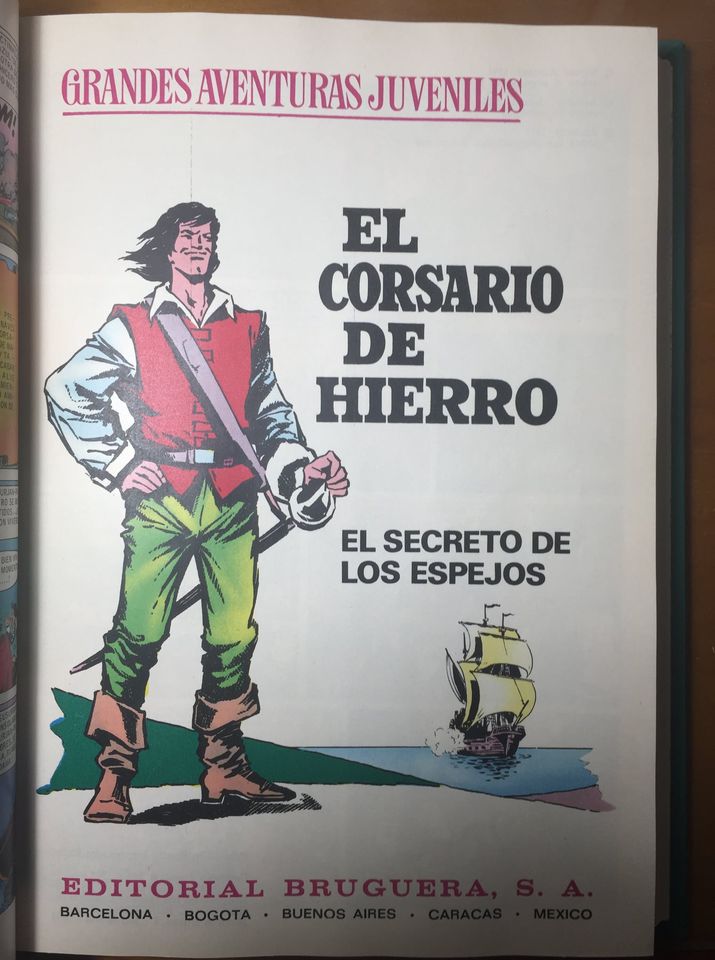 GRANDES AVENTURAS JUVENILES
EL
CORSARIO
DE
HIERRO
EL SECRETO DE
LOS ESPEJOS
EDITORIAL BRUGUERA, S. A.
BARCELONA · BOGOTA · BUENOS AIRES · CARACAS · MEXICO